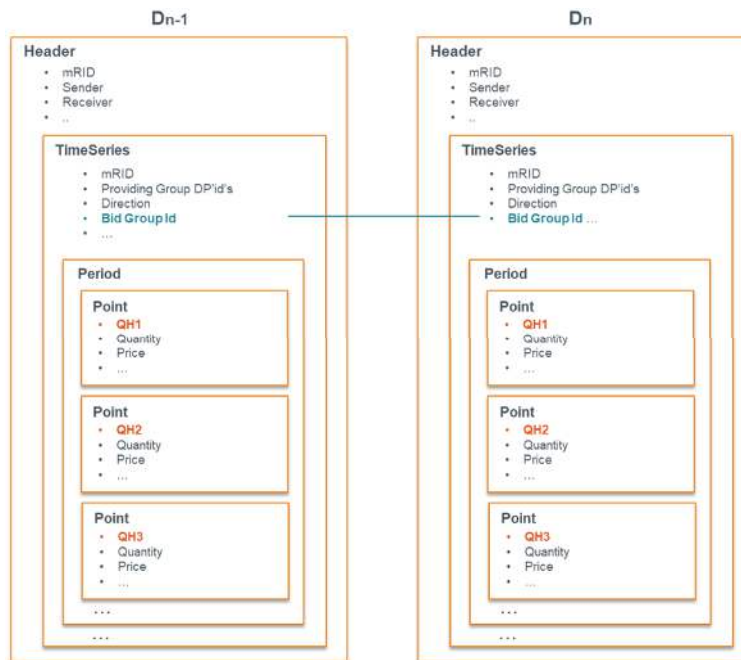 Dn-1
Header
• mRID
• Sender
• Receiver
• ..
TimeSeries
• mRID
• Providing Group DP'id's
• Direction
• Bid Group Id
• ...
Period
Point
• QH1
• Quantity
• Price
• ...
Point
• QH2
• Quantity
• Price
• ...
Point
• QH3
• Quantity
• Price
• ...
...
...
Dn
Header
• mRID
• Sender
• Receiver
• ..
TimeSeries
• mRID
• Providing Group DP'id's
• Direction
• Bid Group Id ...
Period
Point
• QH1
• Quantity
• Price
• ...
Point
• QH2
• Quantity
• Price
• ...
Point
• QH3
• Quantity
• Price
• ...
...
...